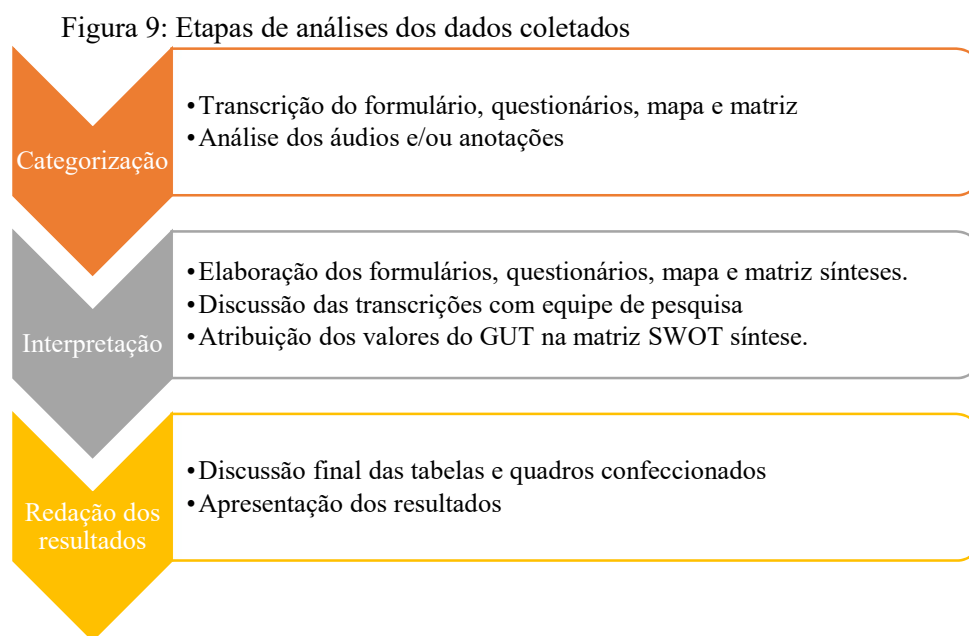 Figura 9: Etapas de análises dos dados coletados
Categorização
•Transcrição do formulário, questionários, mapa e matriz
•Análise dos áudios e/ou anotações
Interpretação
•Elaboração dos formulários, questionários, mapa e matriz sínteses.
•Discussão das transcrições com equipe de pesquisa
•Atribuição dos valores do GUT na matriz SWOT síntese.
Redação dos
resultados
•Discussão final das tabelas e quadros confeccionados
•Apresentação dos resultados